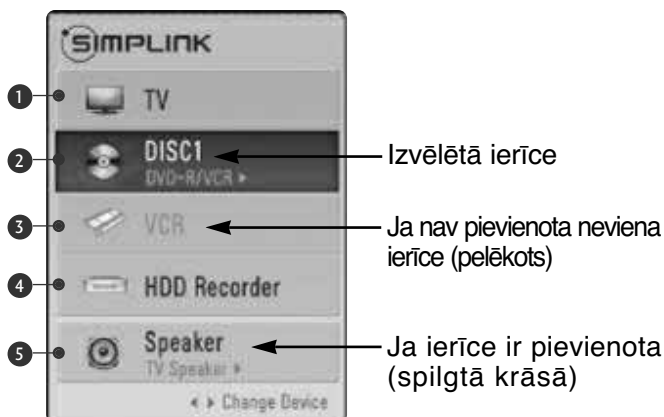 SIMPLINK
1 TV
2 DISC1 Izvēlētā ierīce
DVD-R/VCR ▸
3 VCR Ja nav pievienota neviena
ierīce (pelēkots)
4 HDD Recorder
5 Speaker Ja ierīce ir pievienota
TV Speaker ▸ (spilgtā krāsā)
◂ ▸ Change Device